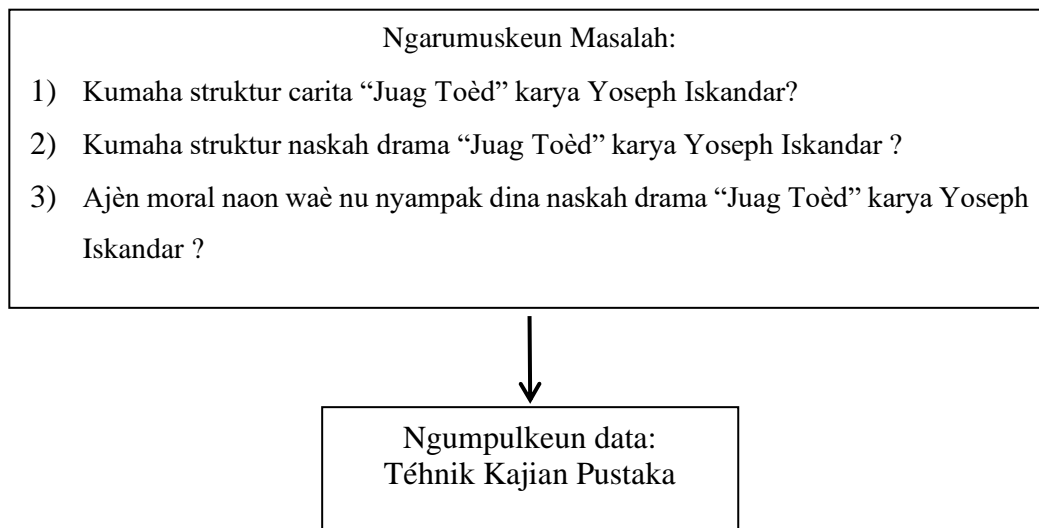 Ngarumuskeun Masalah:
1) Kumaha struktur carita “Juag Toèd” karya Yoseph Iskandar?
2) Kumaha struktur naskah drama “Juag Toèd” karya Yoseph Iskandar ?
3) Ajèn moral naon waè nu nyampak dina naskah drama “Juag Toèd” karya Yoseph
Iskandar ?
Ngumpulkeun data:
Téhnik Kajian Pustaka